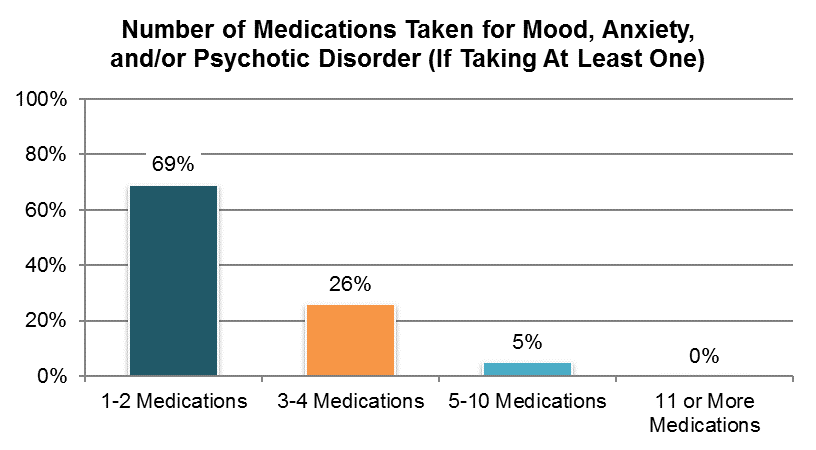 Number of Medications Taken for Mood, Anxiety,
and/or Psychotic Disorder (If Taking At Least One)
100%
80%
60%
40%
20%
0%
69%
26%
5%
0%
1-2 Medications
3-4 Medications
5-10 Medications
11 or More
Medications